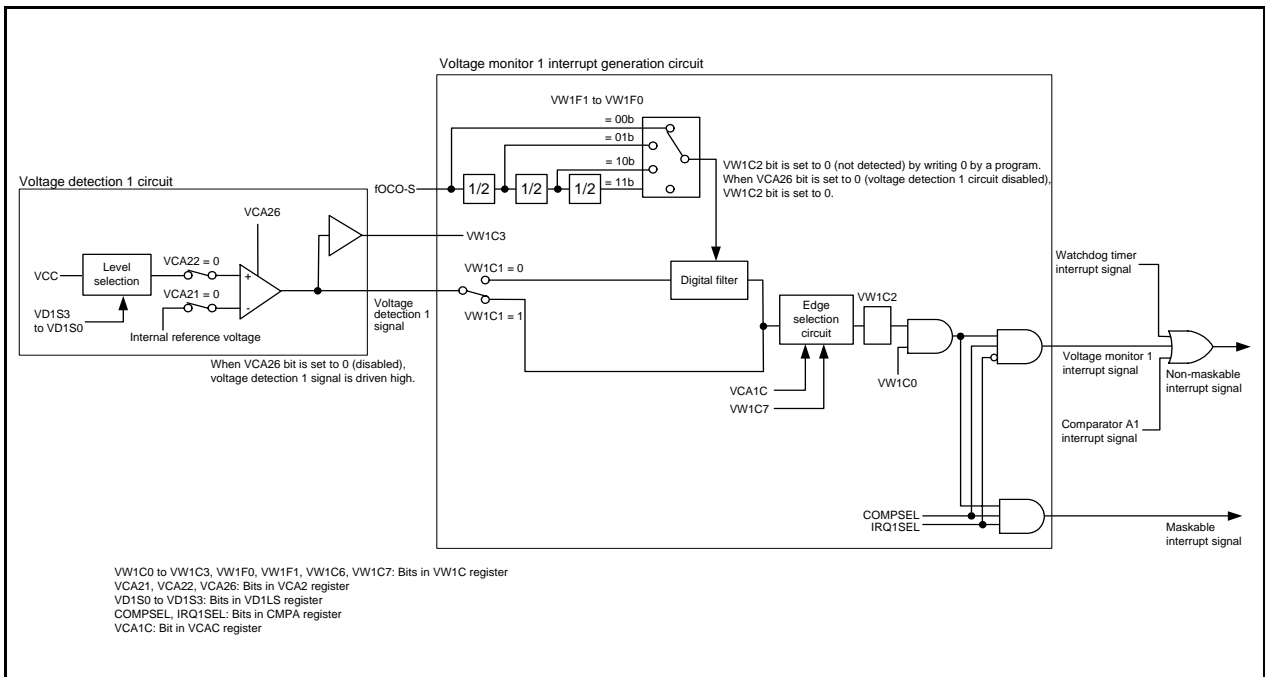 Voltage monitor 1 interrupt generation circuit
VW1F1 to VW1F0
= 00b
= 01b
= 10b
= 11b
fOCO-S
1/2
1/2
1/2
VW1C2 bit is set to 0 (not detected) by writing 0 by a program.
When VCA26 bit is set to 0 (voltage detection 1 circuit disabled),
VW1C2 bit is set to 0.
Voltage detection 1 circuit
VCA26
VW1C3
VCC
Level
selection
VCA22 = 0
+
VCA21 = 0
-
VD1S3
to VD1S0
Internal reference voltage
When VCA26 bit is set to 0 (disabled),
voltage detection 1 signal is driven high.
Voltage
detection 1
signal
VW1C1 = 0
VW1C1 = 1
Digital filter
Edge
selection
circuit
VW1C2
VCA1C
VW1C7
VW1C0
Watchdog timer
interrupt signal
Voltage monitor 1
interrupt signal
Non-maskable
interrupt signal
Comparator A1
interrupt signal
COMPSEL
IRQ1SEL
Maskable
interrupt signal
VW1C0 to VW1C3, VW1F0, VW1F1, VW1C6, VW1C7: Bits in VW1C register
VCA21, VCA22, VCA26: Bits in VCA2 register
VD1S0 to VD1S3: Bits in VD1LS register
COMPSEL, IRQ1SEL: Bits in CMPA register
VCA1C: Bit in VCAC register